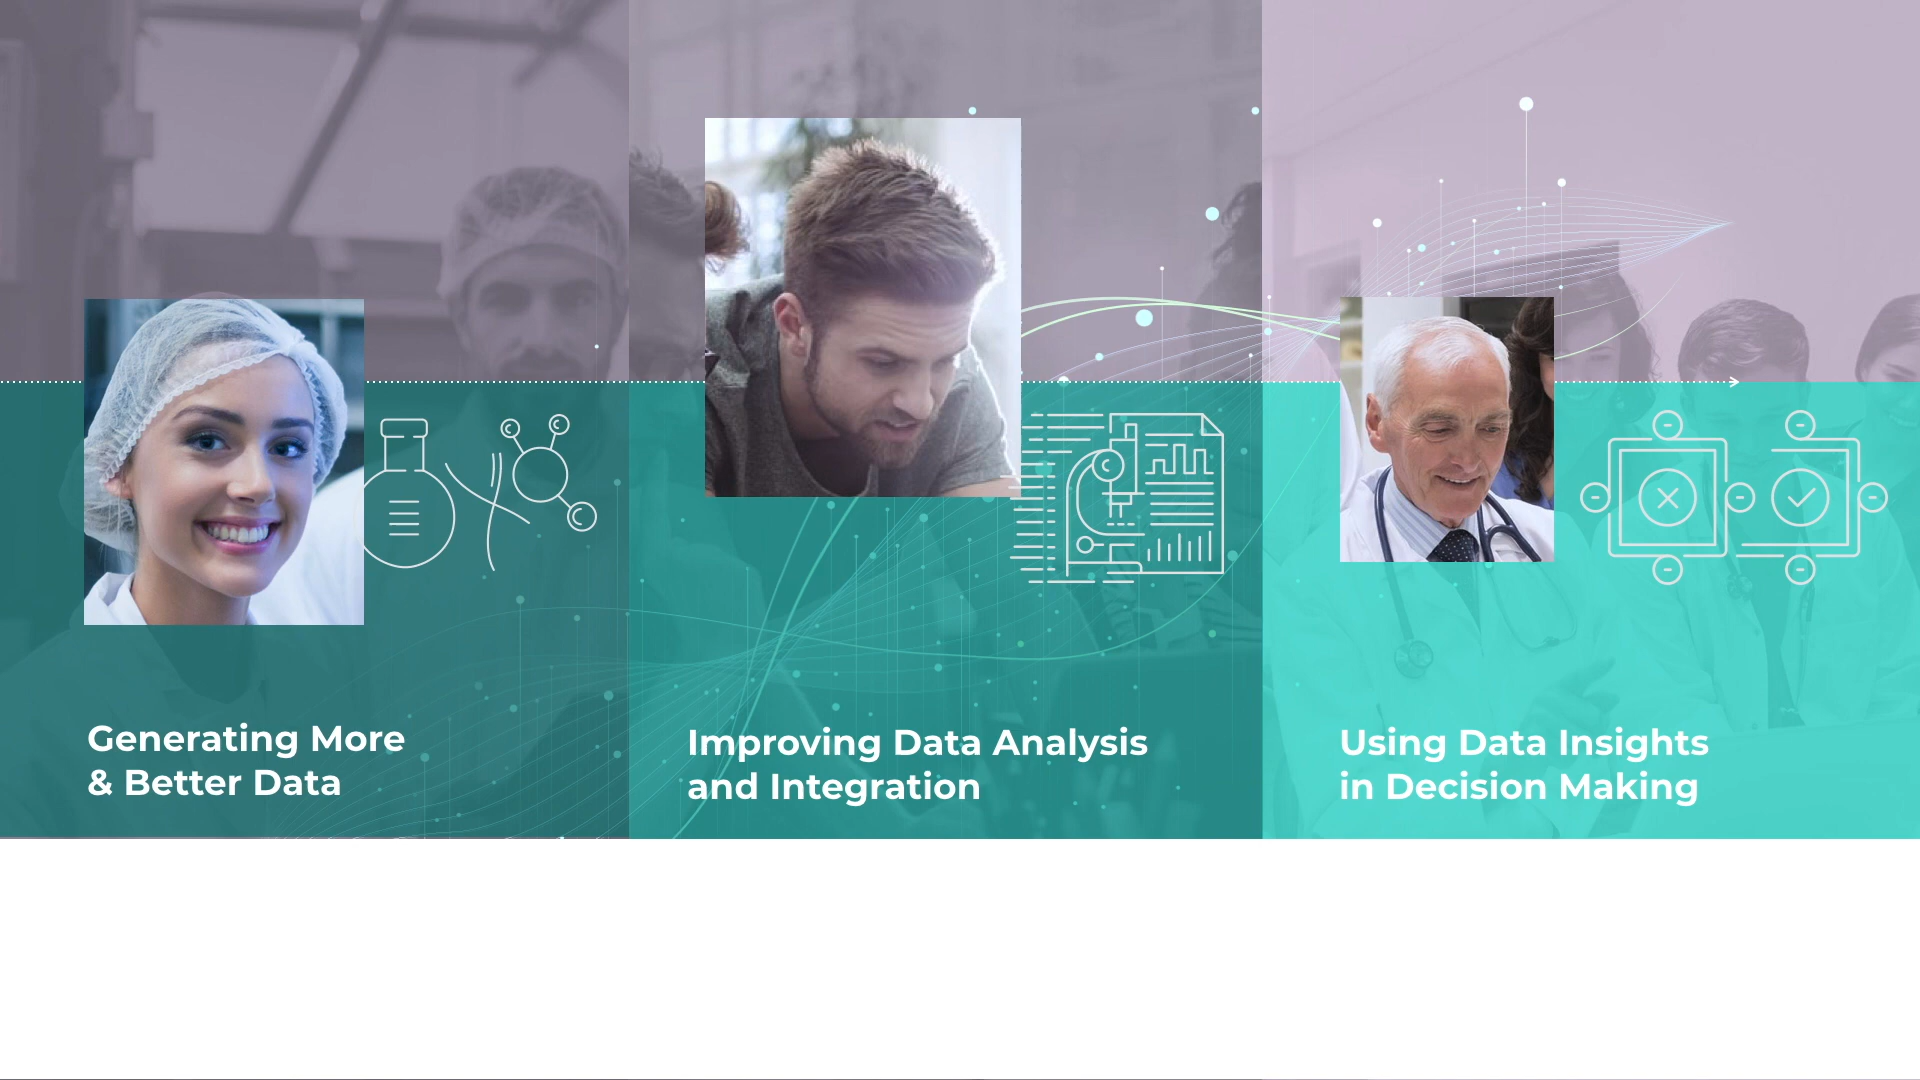 Generating More
& Better Data
Improving Data Analysis
and Integration
Using Data Insights
in Decision Making